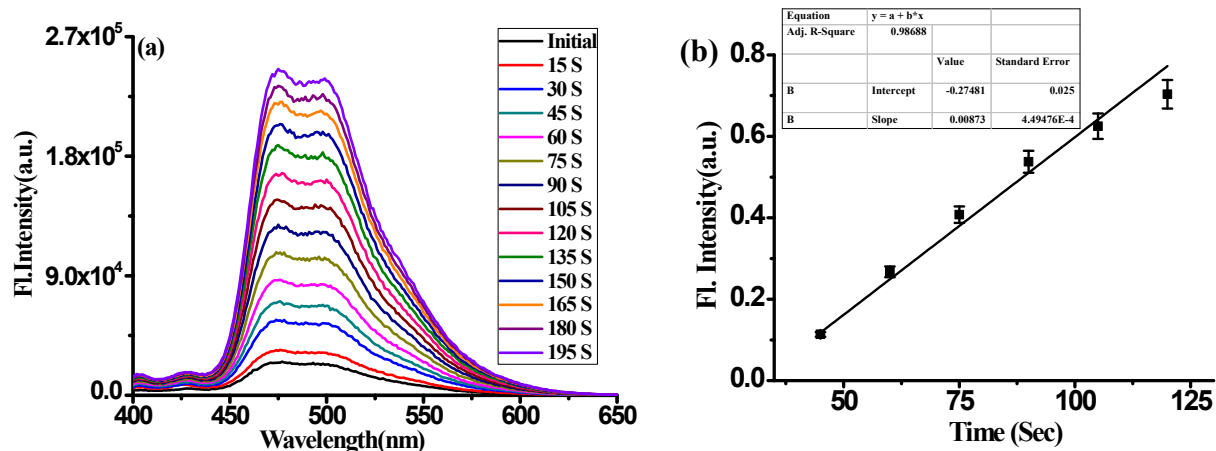 (a)
Fl.Intensity(a.u.)
2.7x10⁵
1.8x10⁵
9.0x10⁴
0.0
400 450 500 550 600 650
Wavelength(nm)
Initial
15 S
30 S
45 S
60 S
75 S
90 S
105 S
120 S
135 S
150 S
165 S
180 S
195 S
(b)
Equation y = a + b*x
Adj. R-Square 0.98688
Value Standard Error
B Intercept -0.27481 0.025
B Slope 0.00873 4.49476E-4
Fl. Intensity(a.u.)
0.8
0.6
0.4
0.2
0.0
50 75 100 125
Time (Sec)